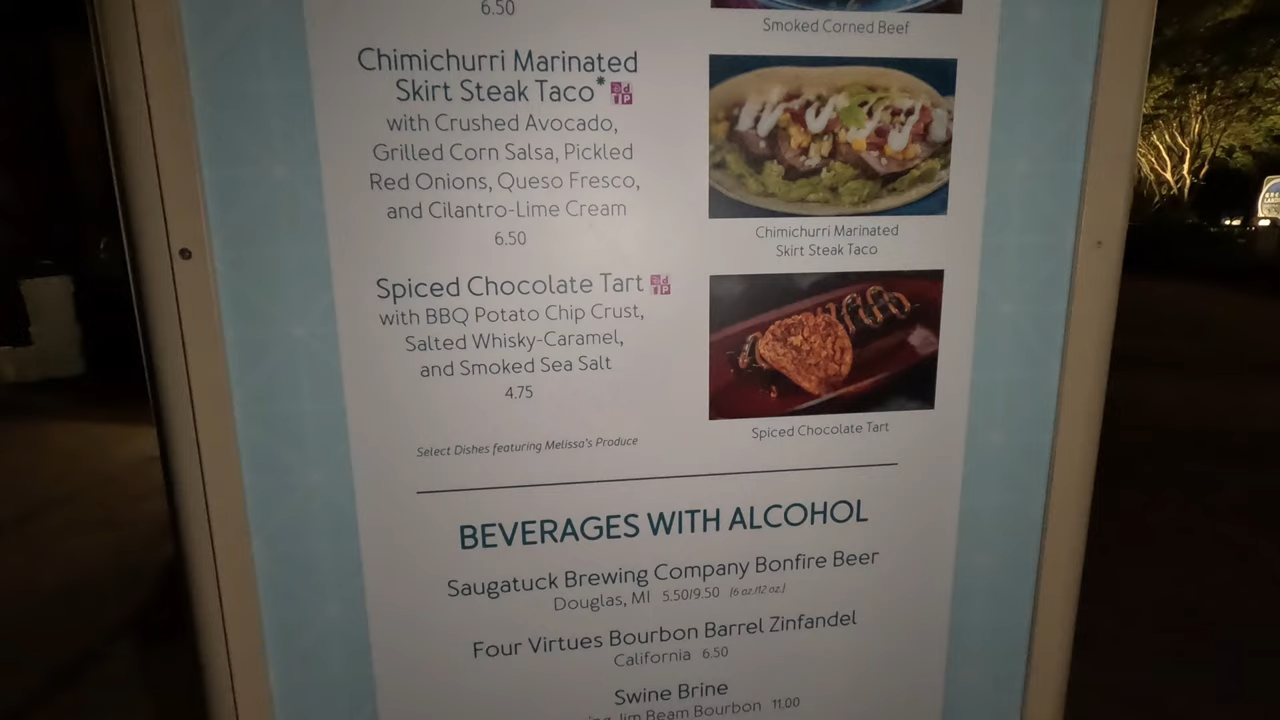 6.50
Smoked Corned Beef
Chimichurri Marinated
Skirt Steak Taco*
with Crushed Avocado,
Grilled Corn Salsa, Pickled
Red Onions, Queso Fresco,
and Cilantro-Lime Cream
6.50
Chimichurri Marinated
Skirt Steak Taco
Spiced Chocolate Tart
with BBQ Potato Chip Crust,
Salted Whisky-Caramel,
and Smoked Sea Salt
4.75
Spiced Chocolate Tart
Select Dishes featuring Melissa's Produce
BEVERAGES WITH ALCOHOL
Saugatuck Brewing Company Bonfire Beer
Douglas, MI 5.50/9.50 (6 oz./12 oz.)
Four Virtues Bourbon Barrel Zinfandel
California 6.50
Swine Brine
Jim Beam Bourbon 11.00